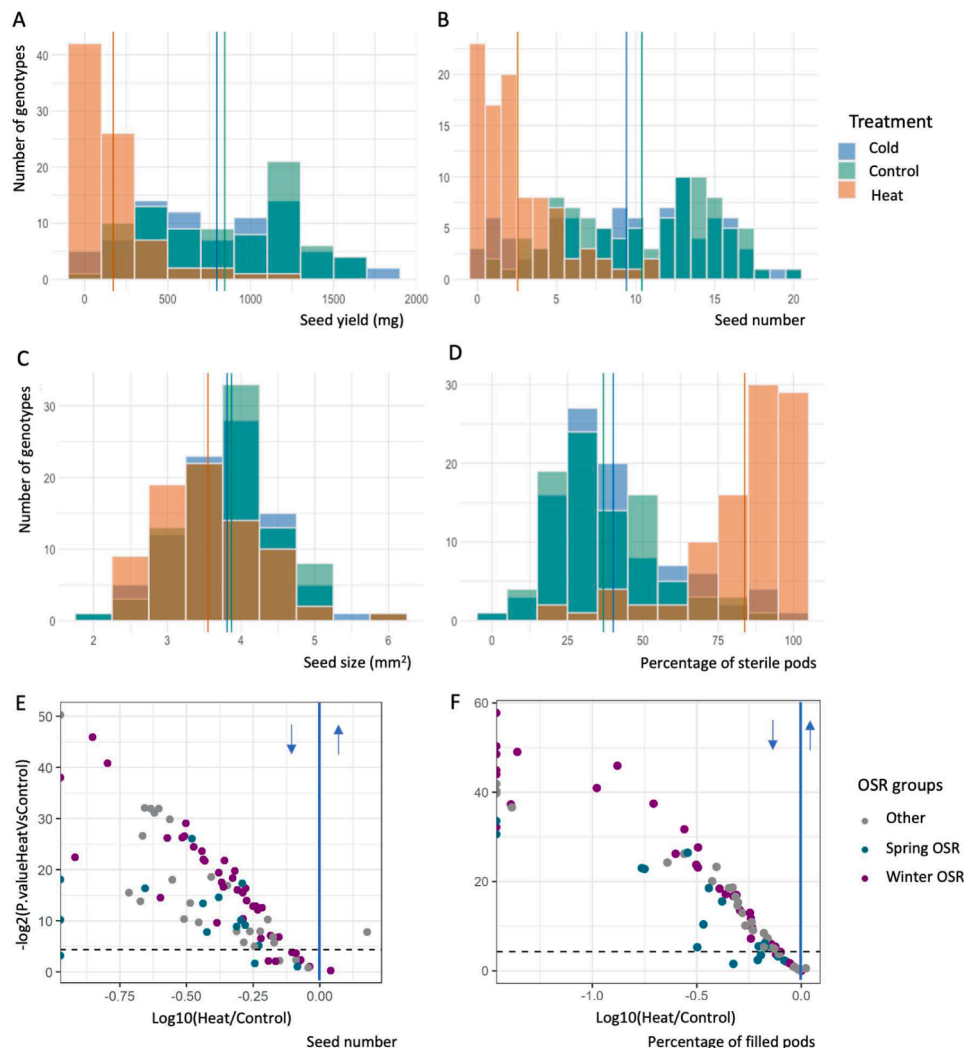 A
B
Number of genotypes
40
30
20
10
0
0
500
1000
1500
2000
Seed yield (mg)
20
15
10
5
0
0
5
10
15
20
Seed number
Treatment
Cold
Control
Heat
C
D
Number of genotypes
30
20
10
0
2
3
4
5
6
Seed size (mm²)
30
20
10
0
0
25
50
75
100
Percentage of sterile pods
E
F
-log2(P.valueHeatVsControl)
50
40
30
20
10
0
-0.75
-0.50
-0.25
0.00
Log10(Heat/Control)
Seed number
60
40
20
0
-1.0
-0.5
0.0
Log10(Heat/Control)
Percentage of filled pods
OSR groups
Other
Spring OSR
Winter OSR